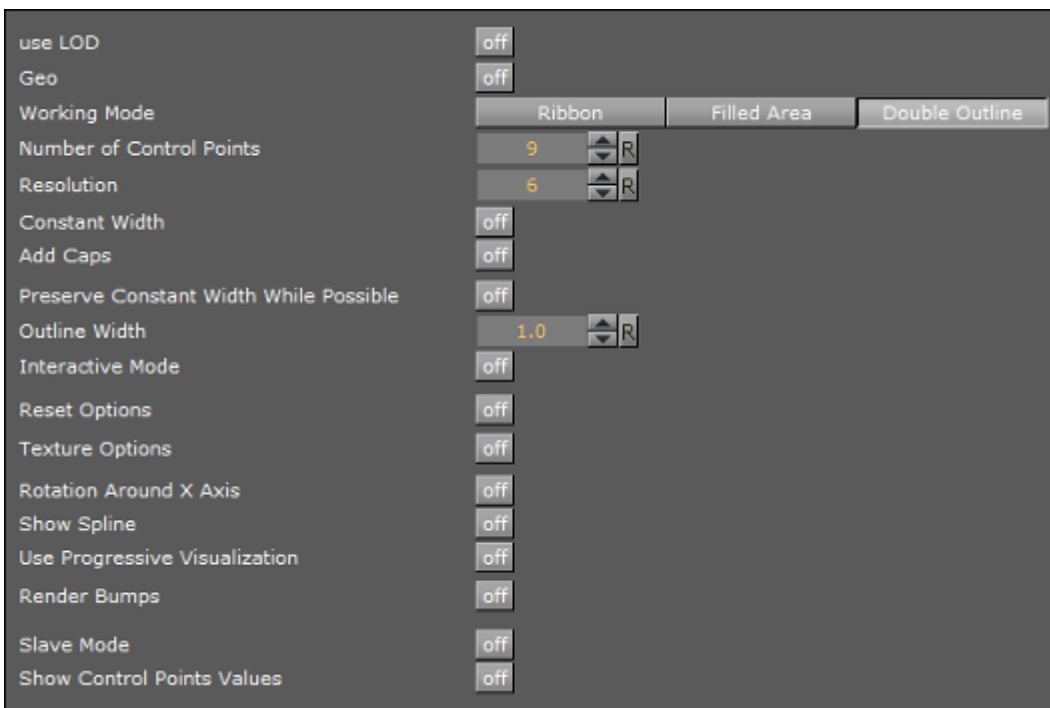 use LOD off
Geo off
Working Mode Ribbon Filled Area Double Outline
Number of Control Points 9 R
Resolution 6 R
Constant Width off
Add Caps off
Preserve Constant Width While Possible off
Outline Width 1.0 R
Interactive Mode off
Reset Options off
Texture Options off
Rotation Around X Axis off
Show Spline off
Use Progressive Visualization off
Render Bumps off
Slave Mode off
Show Control Points Values off